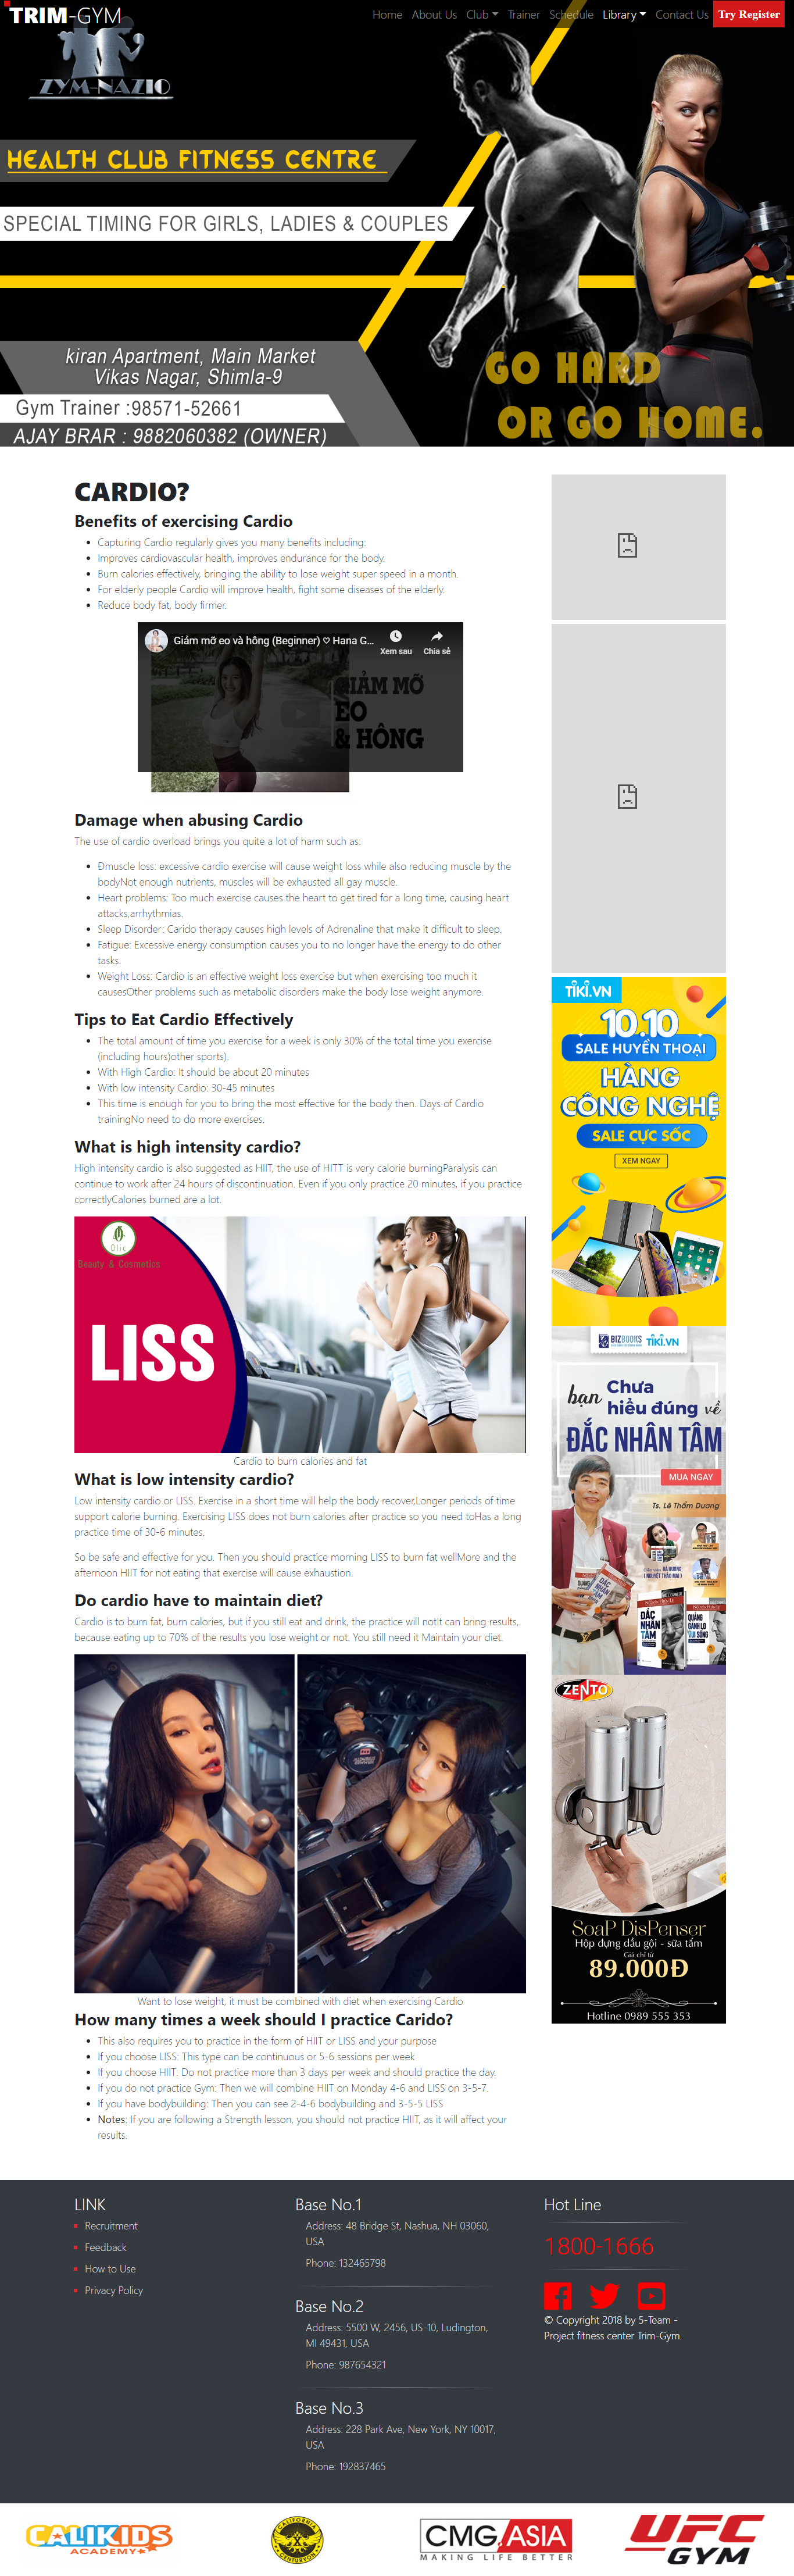 TRIM-GYM
Home About Us Club Trainer Schedule Library Contact Us Try Register
ZYM-NAZIO
HEALTH CLUB FITNESS CENTRE
SPECIAL TIMING FOR GIRLS, LADIES & COUPLES
kiran Apartment, Main Market
Vikas Nagar, Shimla-9
Gym Trainer :98571-52661
AJAY BRAR : 9882060382 (OWNER)
GO HARD
OR GO HOME.
CARDIO?
Benefits of exercising Cardio
Capturing Cardio regularly gives you many benefits including:
Improves cardiovascular health, improves endurance for the body.
Burn calories effectively, bringing the ability to lose weight super speed in a month.
For elderly people Cardio will improve health, fight some diseases of the elderly.
Reduce body fat, body firmer.
Giảm mỡ eo và hông (Beginner) ♡ Hana G...
Xem sau Chia sẻ
GIẢM MỠ
EO
& HÔNG
Damage when abusing Cardio
The use of cardio overload brings you quite a lot of harm such as:
Đmuscle loss: excessive cardio exercise will cause weight loss while also reducing muscle by the
bodyNot enough nutrients, muscles will be exhausted all gay muscle.
Heart problems: Too much exercise causes the heart to get tired for a long time, causing heart
attacks,arrhythmias.
Sleep Disorder: Carido therapy causes high levels of Adrenaline that make it difficult to sleep.
Fatigue: Excessive energy consumption causes you to no longer have the energy to do other
tasks.
Weight Loss: Cardio is an effective weight loss exercise but when exercising too much it
causesOther problems such as metabolic disorders make the body lose weight anymore.
Tips to Eat Cardio Effectively
The total amount of time you exercise for a week is only 30% of the total time you exercise
(including hours)other sports).
With High Cardio: It should be about 20 minutes
With low intensity Cardio: 30-45 minutes
This time is enough for you to bring the most effective for the body then. Days of Cardio
trainingNo need to do more exercises.
What is high intensity cardio?
High intensity cardio is also suggested as HIIT, the use of HITT is very calorie burningParalysis can
continue to work after 24 hours of discontinuation. Even if you only practice 20 minutes, if you practice
correctlyCalories burned are a lot.
Olic
Beauty & Cosmetics
LISS
Cardio to burn calories and fat
What is low intensity cardio?
Low intensity cardio or LISS. Exercise in a short time will help the body recover,Longer periods of time
support calorie burning. Exercising LISS does not burn calories after practice so you need toHas a long
practice time of 30-6 minutes.
So be safe and effective for you. Then you should practice morning LISS to burn fat wellMore and the
afternoon HIIT for not eating that exercise will cause exhaustion.
Do cardio have to maintain diet?
Cardio is to burn fat, burn calories, but if you still eat and drink, the practice will notIt can bring results,
because eating up to 70% of the results you lose weight or not. You still need it Maintain your diet.
Want to lose weight, it must be combined with diet when exercising Cardio
How many times a week should I practice Carido?
This also requires you to practice in the form of HIIT or LISS and your purpose
If you choose LISS: This type can be continuous or 5-6 sessions per week
If you choose HIIT: Do not practice more than 3 days per week and should practice the day.
If you do not practice Gym: Then we will combine HIIT on Monday 4-6 and LISS on 3-5-7.
If you have bodybuilding: Then you can see 2-4-6 bodybuilding and 3-5-5 LISS
Notes: If you are following a Strength lesson, you should not practice HIIT, as it will affect your
results.
TIKI.VN
10.10
SALE HUYỀN THOẠI
HÀNG
CÔNG NGHỆ
SALE CỰC SỐC
XEM NGAY
BIZBOOKS TIKI.VN
bạn Chưa
hiểu đúng về
ĐẮC NHÂN TÂM
MUA NGAY
Ts. Lê Thẩm Dương
ĐẮC
NHÂN
TÂM
QUẲNG
GÁNH LO
ZENTO
SoaP DisPenser
Hộp đựng dầu gội - sữa tắm
Giá chỉ từ
89.000Đ
Hotline 0989 555 353
LINK
Recruitment
Feedback
How to Use
Privacy Policy
Base No.1
Address: 48 Bridge St, Nashua, NH 03060,
USA
Phone: 132465798
Base No.2
Address: 5500 W, 2456, US-10, Ludington,
MI 49431, USA
Phone: 987654321
Base No.3
Address: 228 Park Ave, New York, NY 10017,
USA
Phone: 192837465
Hot Line
1800-1666
© Copyright 2018 by 5-Team -
Project fitness center Trim-Gym.
CALIKIDS
ACADEMY
CALIFORNIA
CENTURYON
CMG.ASIA
MAKING LIFE BETTER
UFC
GYM